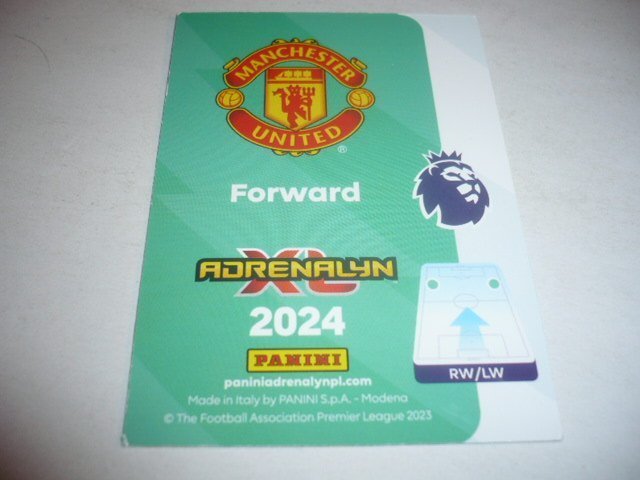 MANCHESTER
UNITED
®
Forward
ADRENALYN
XL
2024
PANINI
RW/LW
paniniadrenalynpl.com
Made in Italy by PANINI S.p.A. - Modena
© The Football Association Premier League 2023